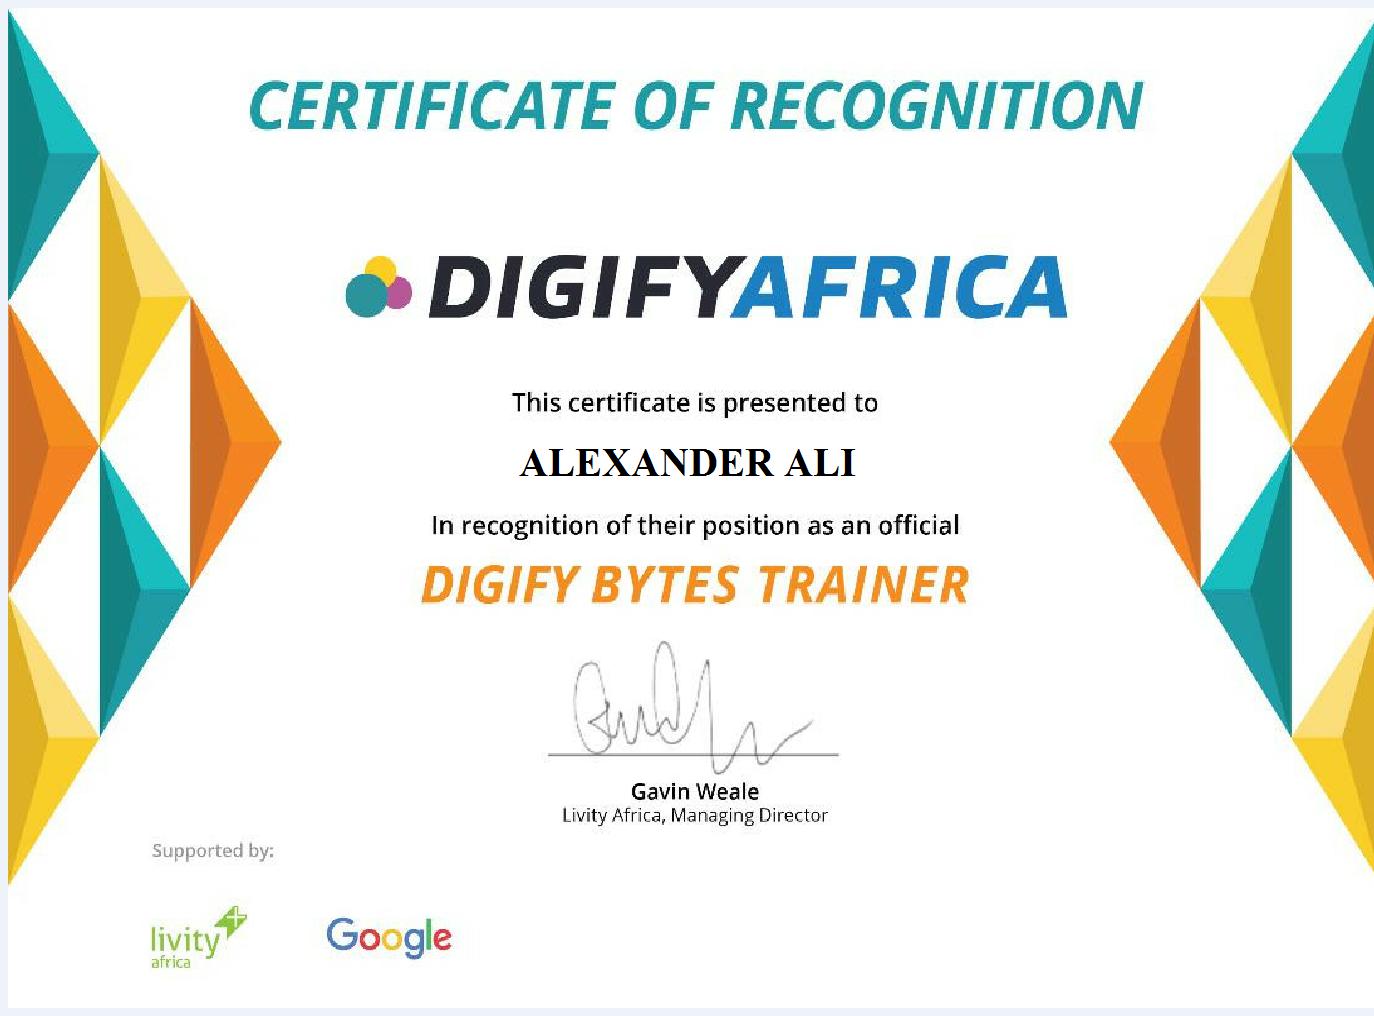 CERTIFICATE OF RECOGNITION
DIGIFYAFRICA
This certificate is presented to
ALEXANDER ALI
In recognition of their position as an official
DIGIFY BYTES TRAINER
Gavin Weale
Livity Africa, Managing Director
Supported by:
livity
africa
Google